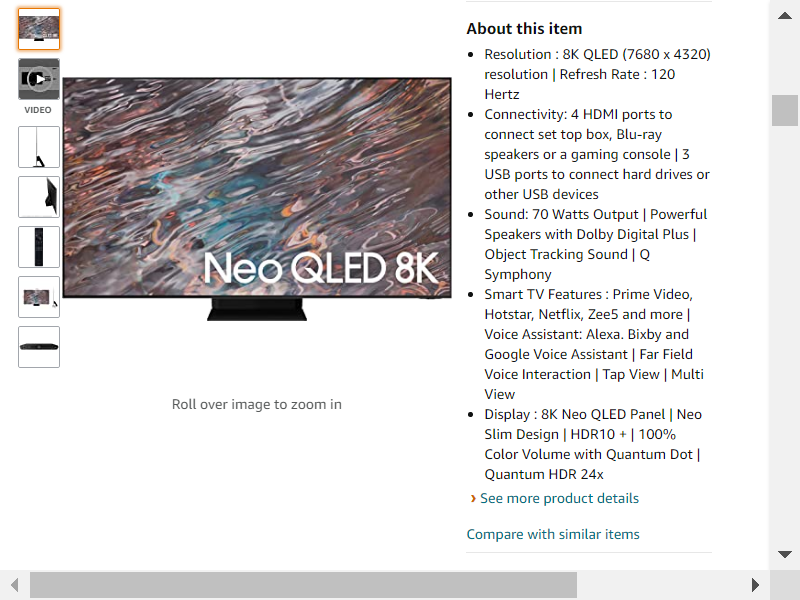 VIDEO
Neo QLED 8K
Roll over image to zoom in
About this item
Resolution : 8K QLED (7680 x 4320)
resolution | Refresh Rate : 120
Hertz
Connectivity: 4 HDMI ports to
connect set top box, Blu-ray
speakers or a gaming console | 3
USB ports to connect hard drives or
other USB devices
Sound: 70 Watts Output | Powerful
Speakers with Dolby Digital Plus |
Object Tracking Sound | Q
Symphony
Smart TV Features : Prime Video,
Hotstar, Netflix, Zee5 and more |
Voice Assistant: Alexa. Bixby and
Google Voice Assistant | Far Field
Voice Interaction | Tap View | Multi
View
Display : 8K Neo QLED Panel | Neo
Slim Design | HDR10 + | 100%
Color Volume with Quantum Dot |
Quantum HDR 24x
› See more product details
Compare with similar items